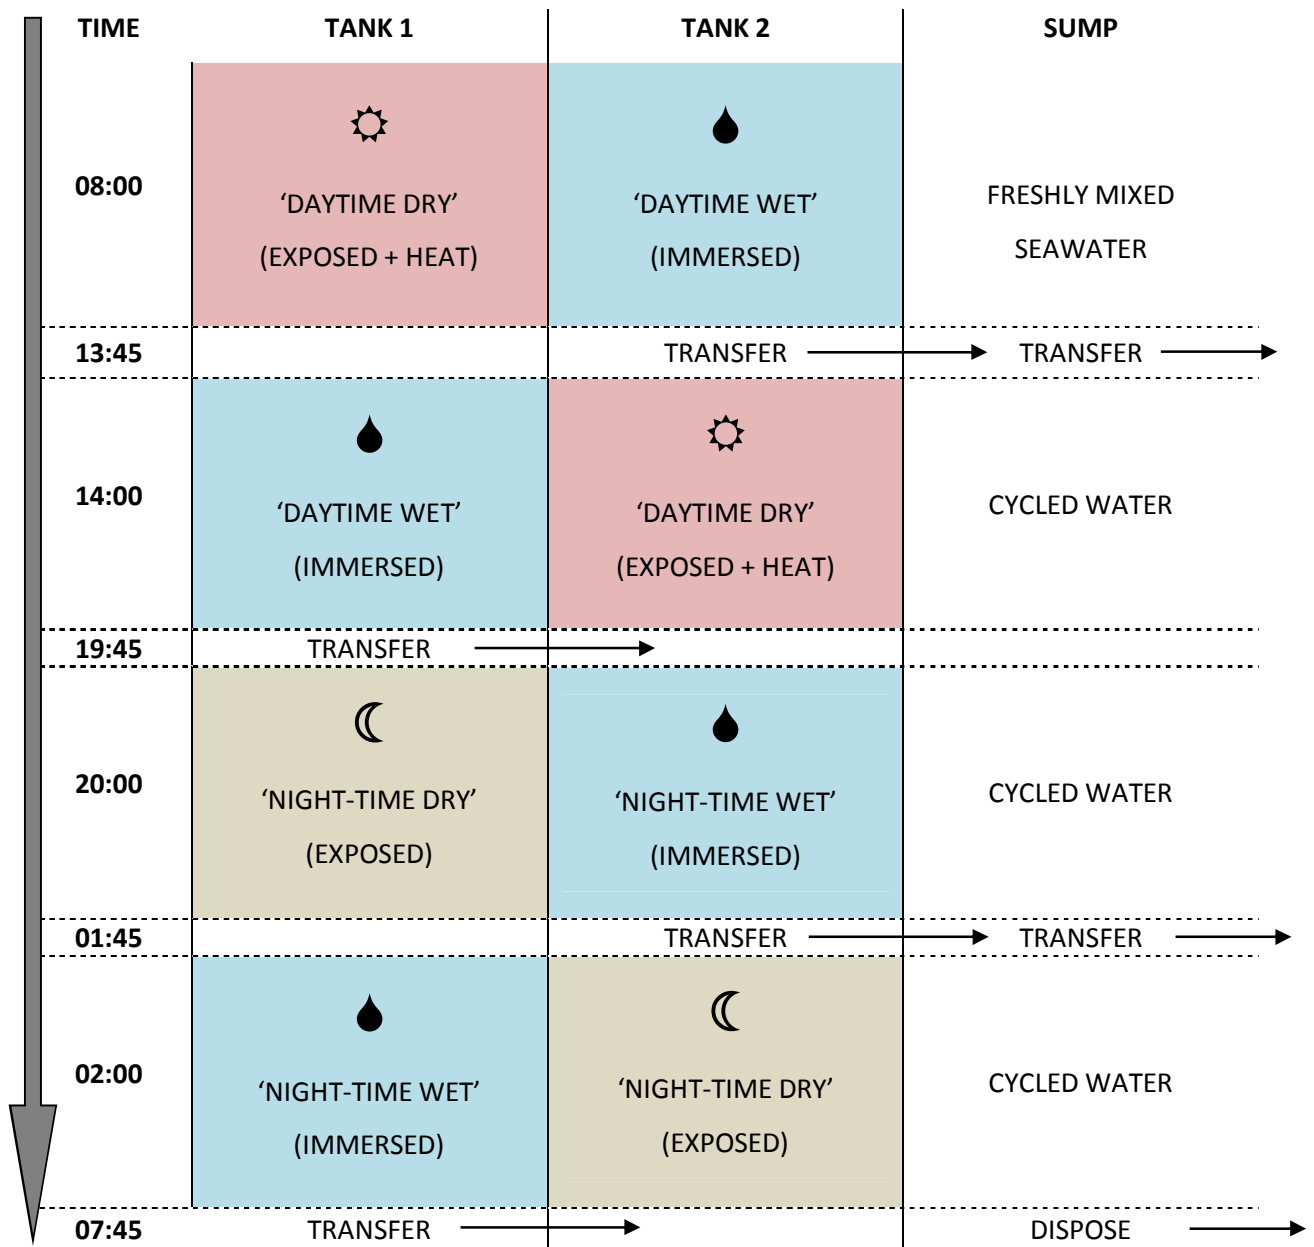 TIME TANK 1 TANK 2 SUMP
08:00
‘DAYTIME DRY’
(EXPOSED + HEAT)
‘DAYTIME WET’
(IMMERSED)
FRESHLY MIXED
SEAWATER
13:45 TRANSFER TRANSFER
14:00
‘DAYTIME WET’
(IMMERSED)
‘DAYTIME DRY’
(EXPOSED + HEAT)
CYCLED WATER
19:45 TRANSFER
20:00
‘NIGHT-TIME DRY’
(EXPOSED)
‘NIGHT-TIME WET’
(IMMERSED)
CYCLED WATER
01:45 TRANSFER TRANSFER
02:00
‘NIGHT-TIME WET’
(IMMERSED)
‘NIGHT-TIME DRY’
(EXPOSED)
CYCLED WATER
07:45 TRANSFER DISPOSE